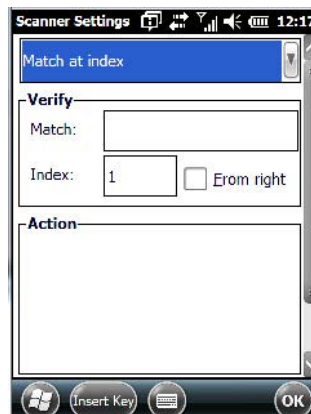 Scanner Settings 12:17
Match at index
Verify
Match:
Index: 1 From right
Action
Insert Key OK